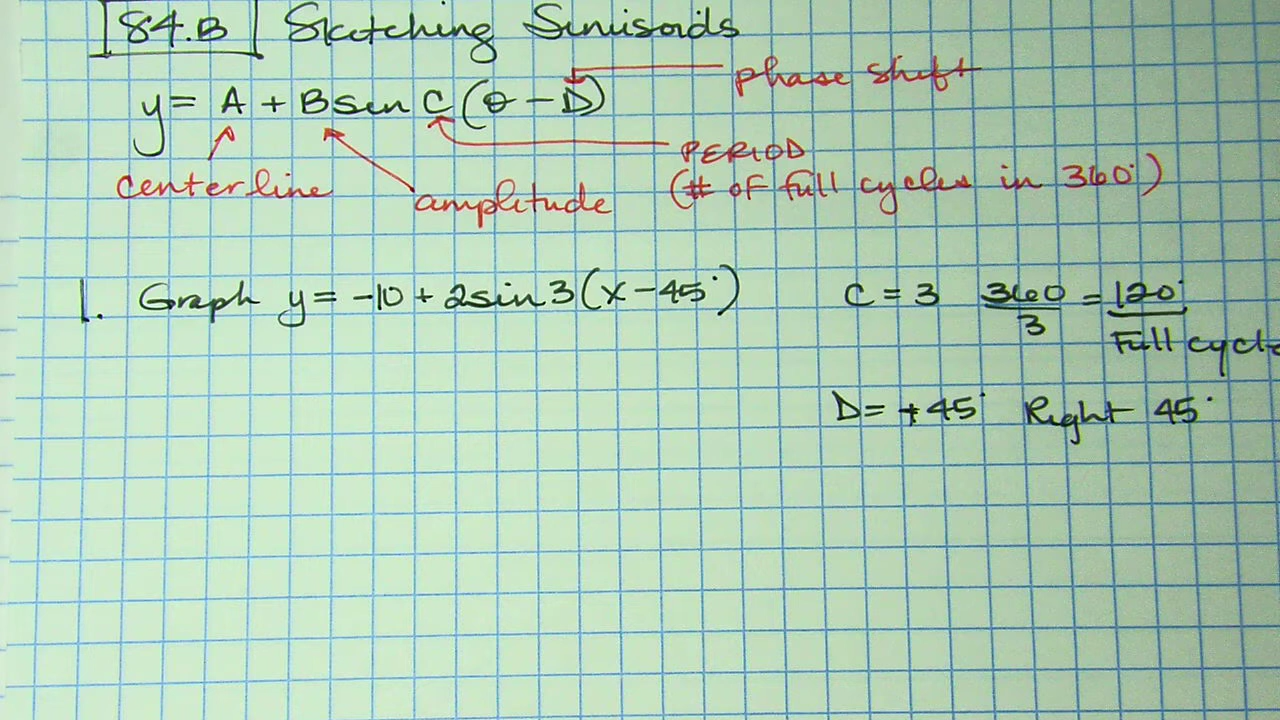 84.B Sketching Sinusoids
y = A + B sin C (θ - D)
phase shift
PERIOD
centerline
amplitude
(# of full cycles in 360°)
1. Graph y = -10 + 2 sin 3 (x - 45°)
C = 3 360/3 = 120°
Full cycle
D = +45° Right 45°